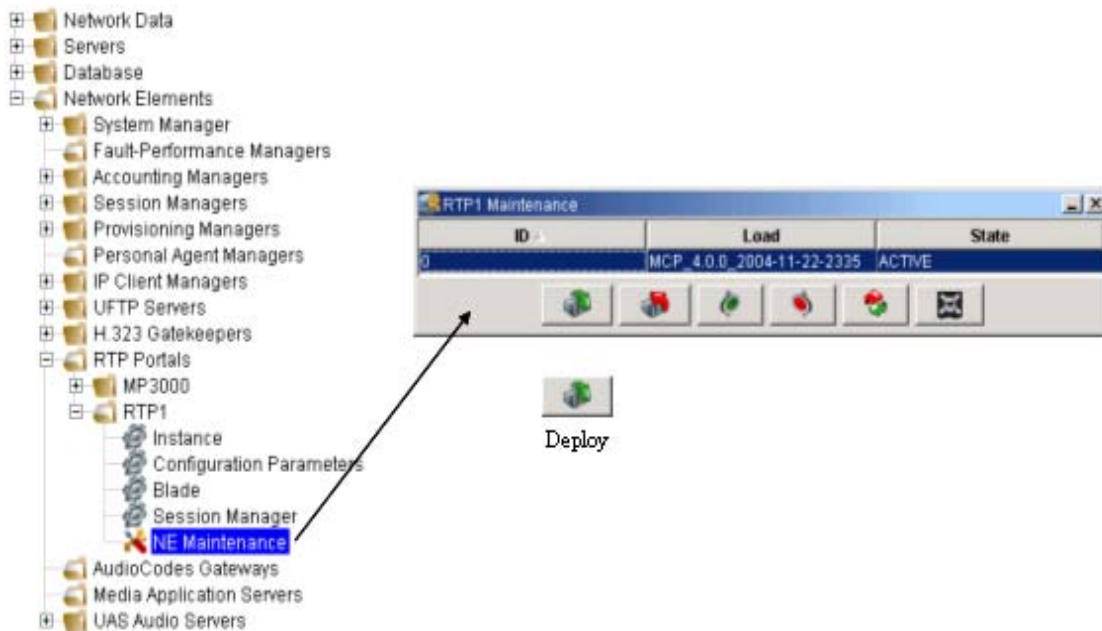 Network Data
Servers
Database
Network Elements
System Manager
Fault-Performance Managers
Accounting Managers
Session Managers
Provisioning Managers
Personal Agent Managers
IP Client Managers
UFTP Servers
H.323 Gatekeepers
RTP Portals
MP3000
RTP1
Instance
Configuration Parameters
Blade
Session Manager
NE Maintenance
AudioCodes Gateways
Media Application Servers
UAS Audio Servers
RTP1 Maintenance
ID Load State
0 MCP_4.0.0_2004-11-22-2335 ACTIVE
Deploy